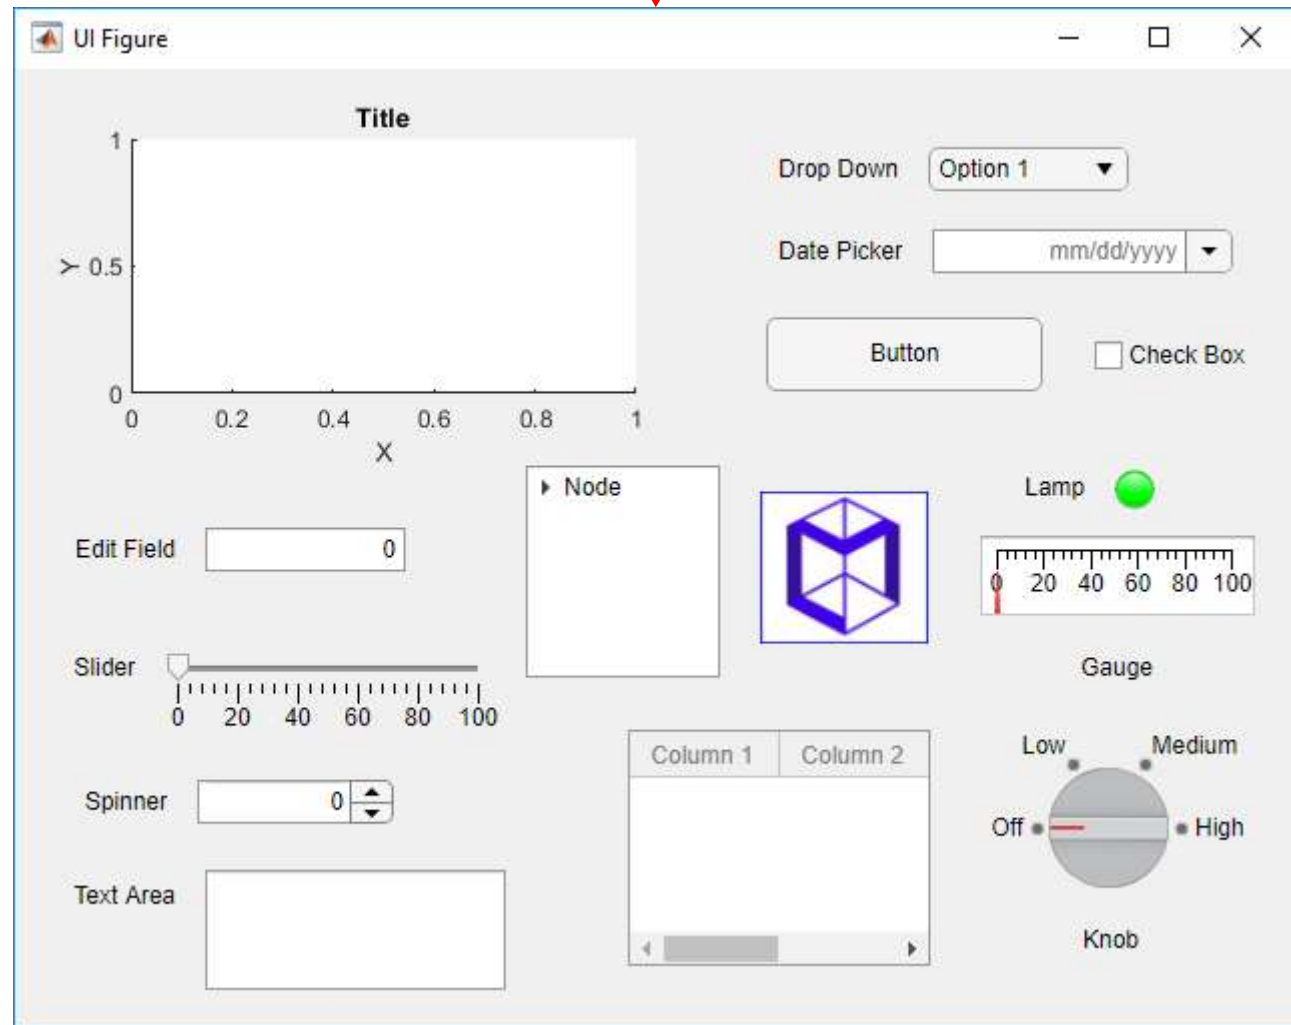 UI Figure
Title
1
Y 0.5
0
0 0.2 0.4 0.6 0.8 1
X
Drop Down Option 1
Date Picker mm/dd/yyyy
Button Check Box
Node
Lamp
Edit Field 0
0 20 40 60 80 100
Gauge
Slider
0 20 40 60 80 100
Column 1 Column 2
Low Medium
Off High
Knob
Spinner 0
Text Area